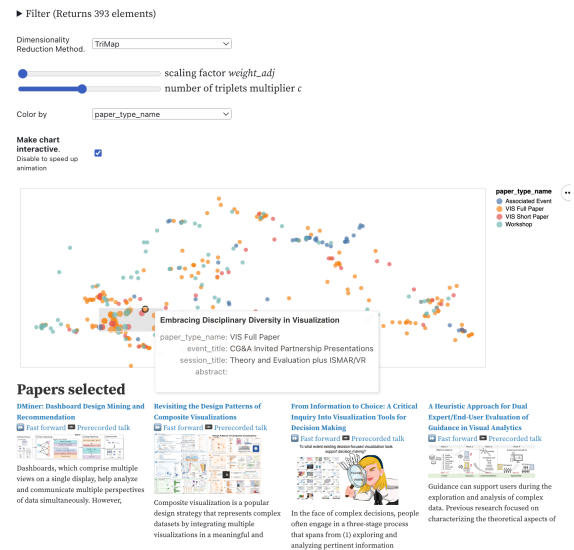 ▶ Filter (Returns 393 elements)
Dimensionality
Reduction Method.
TriMap
scaling factor weight_adj
number of triplets multiplier c
Color by
paper_type_name
Make chart
interactive.
Disable to speed up
animation
paper_type_name
Associated Event
VIS Full Paper
VIS Short Paper
Workshop
Embracing Disciplinary Diversity in Visualization
paper_type_name: VIS Full Paper
event_title: CG&A Invited Partnership Presentations
session_title: Theory and Evaluation plus ISMAR/VR
abstract:
Papers selected
DMiner: Dashboard Design Mining and
Recommendation
Fast forward Prerecorded talk
Dashboards, which comprise multiple
views on a single display, help analyze
and communicate multiple perspectives
of data simultaneously. However,
Revisiting the Design Patterns of
Composite Visualizations
Fast forward Prerecorded talk
Composite visualization is a popular
design strategy that represents complex
datasets by integrating multiple
visualizations in a meaningful and
From Information to Choice: A Critical
Inquiry Into Visualization Tools for
Decision Making
Fast forward Prerecorded talk
In the face of complex decisions, people
often engage in a three-stage process
that spans from (1) exploring and
analyzing pertinent information
A Heuristic Approach for Dual
Expert/End-User Evaluation of
Guidance in Visual Analytics
Fast forward Prerecorded talk
Guidance can support users during the
exploration and analysis of complex
data. Previous research focused on
characterizing the theoretical aspects of